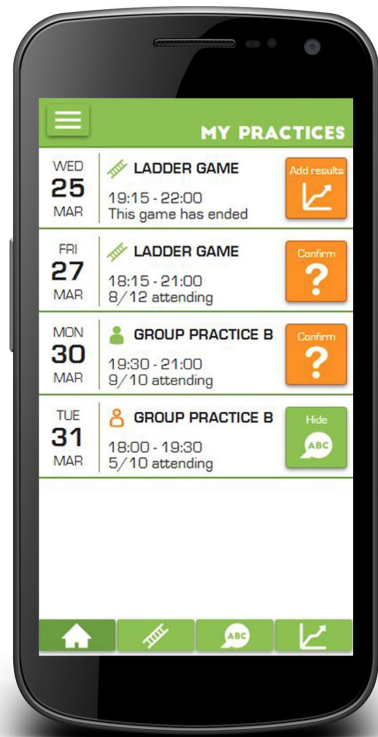 MY PRACTICES
WED
25
MAR
LADDER GAME
19:15 - 22:00
This game has ended
Add results
FRI
27
MAR
LADDER GAME
18:15 - 21:00
8/12 attending
Confirm
?
MON
30
MAR
GROUP PRACTICE B
19:30 - 21:00
9/10 attending
Confirm
?
TUE
31
MAR
GROUP PRACTICE B
18:00 - 19:30
5/10 attending
Hide
ABC
ABC